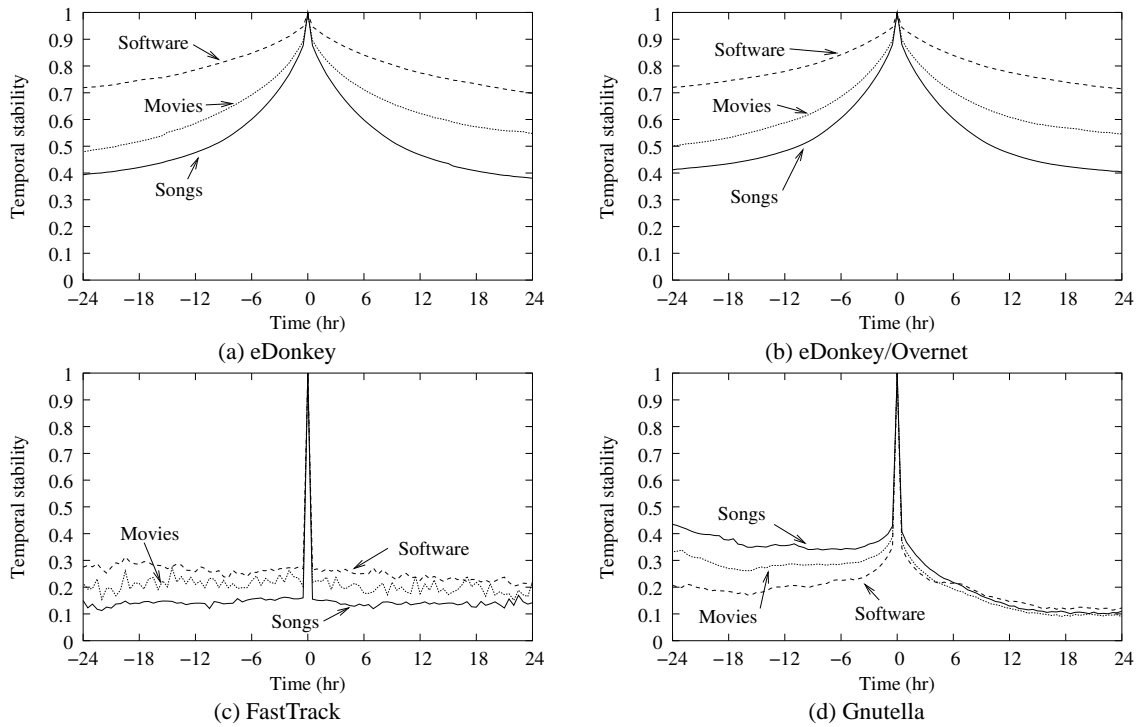 Temporal stability
1
0.9
0.8
0.7
0.6
0.5
0.4
0.3
0.2
0.1
0
Software
Movies
Songs
−24 −18 −12 −6 0 6 12 18 24
Time (hr)
(a) eDonkey
Temporal stability
1
0.9
0.8
0.7
0.6
0.5
0.4
0.3
0.2
0.1
0
Software
Movies
Songs
−24 −18 −12 −6 0 6 12 18 24
Time (hr)
(b) eDonkey/Overnet
Temporal stability
1
0.9
0.8
0.7
0.6
0.5
0.4
0.3
0.2
0.1
0
Movies
Software
Songs
−24 −18 −12 −6 0 6 12 18 24
Time (hr)
(c) FastTrack
Temporal stability
1
0.9
0.8
0.7
0.6
0.5
0.4
0.3
0.2
0.1
0
Songs
Movies
Software
−24 −18 −12 −6 0 6 12 18 24
Time (hr)
(d) Gnutella